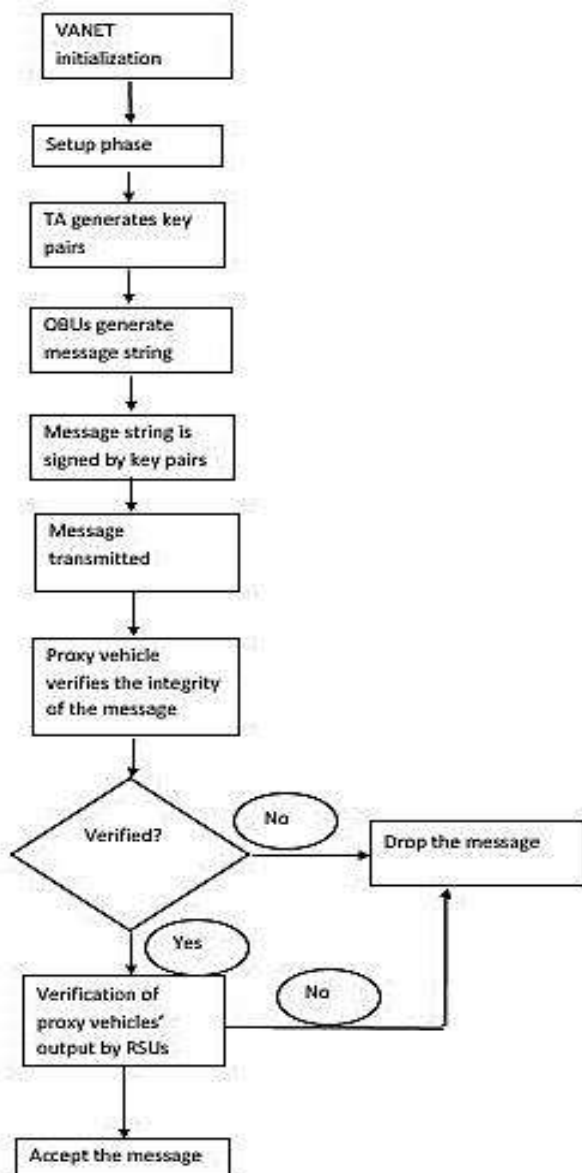 VANET
initialization
Setup phase
TA generates key
pairs
OBUs generate
message string
Message string is
signed by key pairs
Message
transmitted
Proxy vehicle
verifies the integrity
of the message
Verified?
No
Drop the message
Yes
Verification of
proxy vehicles'
output by RSUs
No
Accept the message